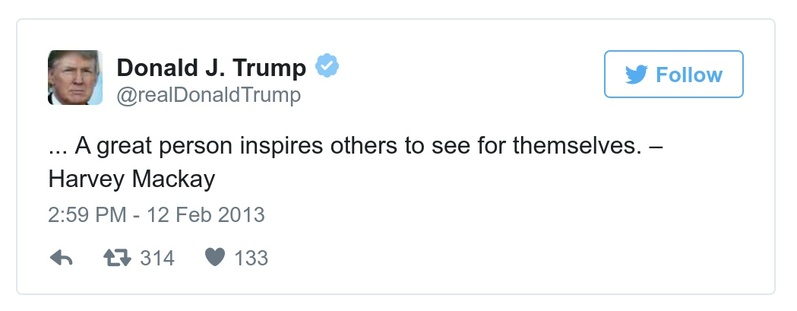 Donald J. Trump
@realDonaldTrump
Follow
... A great person inspires others to see for themselves. –
Harvey Mackay
2:59 PM - 12 Feb 2013
314 133